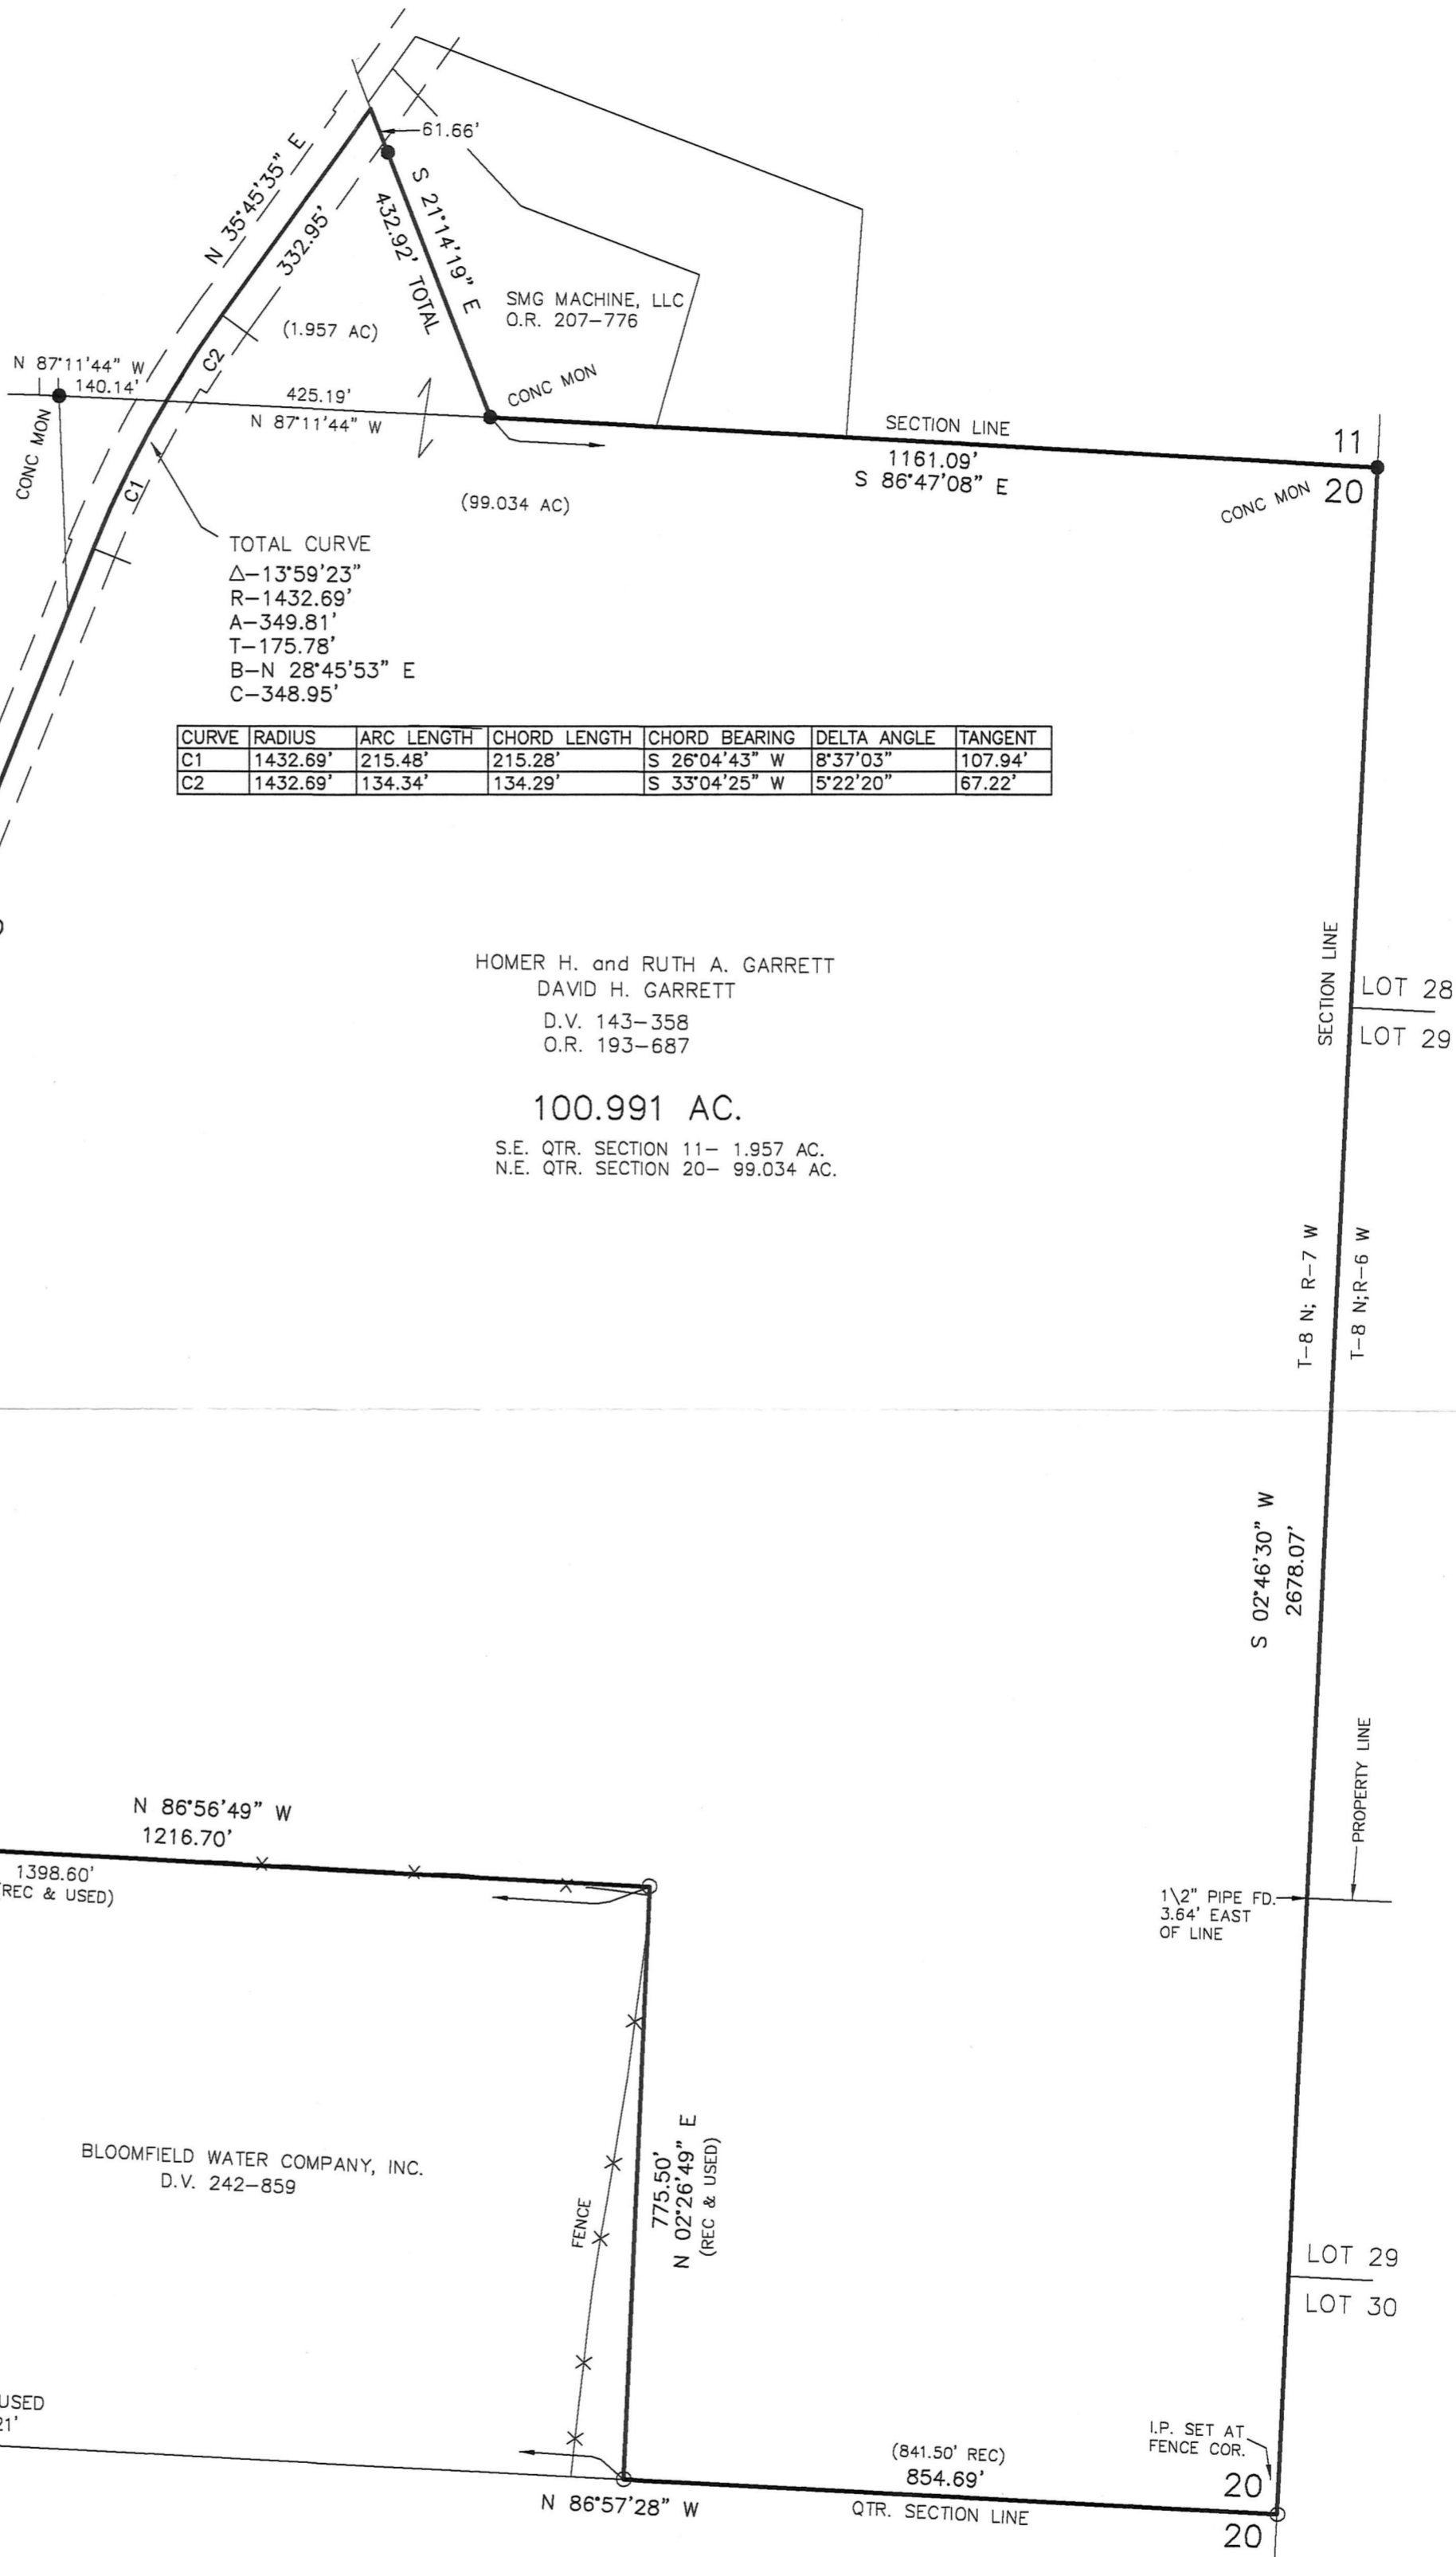 61.66'
N 35°45'35" E
332.95'
S 21°14'19" E
432.92' TOTAL
SMG MACHINE, LLC
O.R. 207-776
(1.957 AC)
C2
N 87°11'44" W
140.14'
CONC MON
425.19'
N 87°11'44" W
CONC MON
SECTION LINE
1161.09'
S 86°47'08" E
11
20
CONC MON
C1
(99.034 AC)
TOTAL CURVE
Δ-13°59'23"
R-1432.69'
A-349.81'
T-175.78'
B-N 28°45'53" E
C-348.95'
CURVE RADIUS ARC LENGTH CHORD LENGTH CHORD BEARING DELTA ANGLE TANGENT
C1 1432.69' 215.48' 215.28' S 26°04'43" W 8°37'03" 107.94'
C2 1432.69' 134.34' 134.29' S 33°04'25" W 5°22'20" 67.22'
HOMER H. and RUTH A. GARRETT
DAVID H. GARRETT
D.V. 143-358
O.R. 193-687
100.991 AC.
S.E. QTR. SECTION 11- 1.957 AC.
N.E. QTR. SECTION 20- 99.034 AC.
SECTION LINE
LOT 28
LOT 29
T-8 N; R-7 W
T-8 N;R-6 W
S 02°46'30" W
2678.07'
PROPERTY LINE
1\2" PIPE FD.
3.64' EAST
OF LINE
N 86°56'49" W
1216.70'
1398.60'
(REC & USED)
BLOOMFIELD WATER COMPANY, INC.
D.V. 242-859
FENCE
775.50'
N 02°26'49" E
(REC & USED)
LOT 29
LOT 30
USED
21'
I.P. SET AT
FENCE COR.
(841.50' REC)
854.69'
N 86°57'28" W
QTR. SECTION LINE
20
20